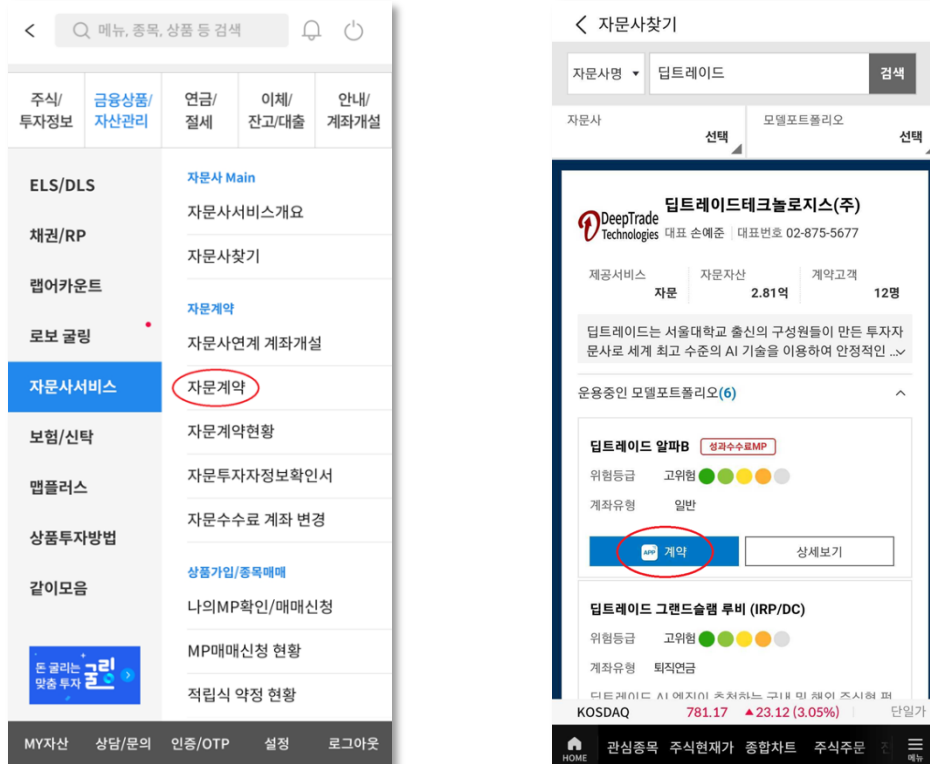 메뉴, 종목, 상품 등 검색
주식/
투자정보
금융상품/
자산관리
연금/
절세
이체/
잔고/대출
안내/
계좌개설
ELS/DLS
채권/RP
랩어카운트
로보 굴링
자문사서비스
보험/신탁
맵플러스
상품투자방법
같이모음
돈 굴리는
맞춤 투자
굴링
자문사 Main
자문사서비스개요
자문사찾기
자문계약
자문사연계 계좌개설
자문계약
자문계약현황
자문투자자정보확인서
자문수수료 계좌 변경
상품가입/종목매매
나의MP확인/매매신청
MP매매신청 현황
적립식 약정 현황
MY자산 상담/문의 인증/OTP 설정 로그아웃
자문사찾기
자문사명 딥트레이드 검색
자문사 선택
모델포트폴리오 선택
DeepTrade
Technologies
딥트레이드테크놀로지스(주)
대표 손예준 대표번호 02-875-5677
제공서비스 자문자산 계약고객
자문 2.81억 12명
딥트레이드는 서울대학교 출신의 구성원들이 만든 투자자
문사로 세계 최고 수준의 AI 기술을 이용하여 안정적인 ...
운용중인 모델포트폴리오(6)
딥트레이드 알파B 성과수수료MP
위험등급 고위험
계좌유형 일반
APP 계약 상세보기
딥트레이드 그랜드슬램 루비 (IRP/DC)
위험등급 고위험
계좌유형 퇴직연금
딥트레이드 AI 엔진이 추천하는 국내 및 해외 주식형 펀
KOSDAQ 781.17 ▲23.12 (3.05%) 단일가
HOME 관심종목 주식현재가 종합차트 주식주문 메뉴